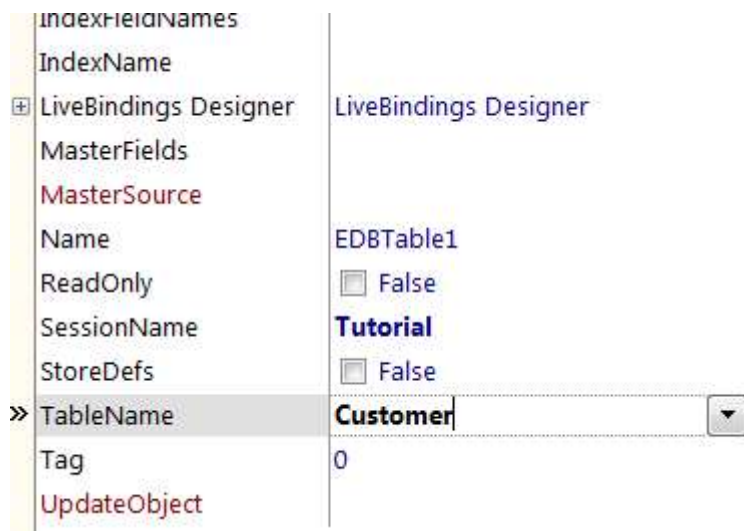 IndexFieldNames
IndexName
LiveBindings Designer LiveBindings Designer
MasterFields
MasterSource
Name EDBTable1
ReadOnly False
SessionName Tutorial
StoreDefs False
» TableName Customer
Tag 0
UpdateObject